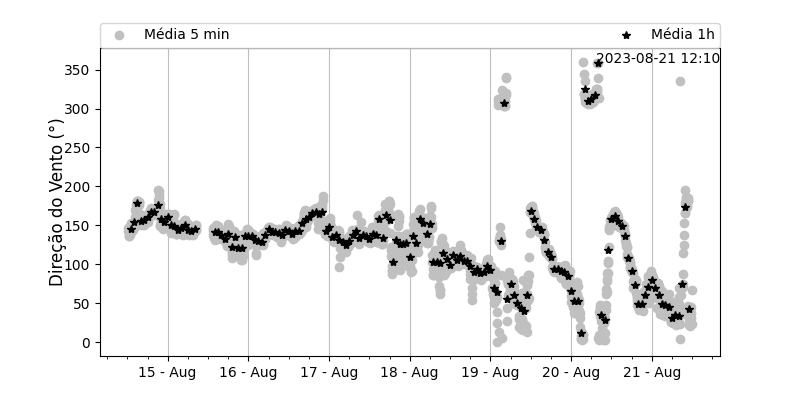 Média 5 min
Média 1h
2023-08-21 12:10
Direção do Vento (°)
350
300
250
200
150
100
50
0
15 - Aug
16 - Aug
17 - Aug
18 - Aug
19 - Aug
20 - Aug
21 - Aug